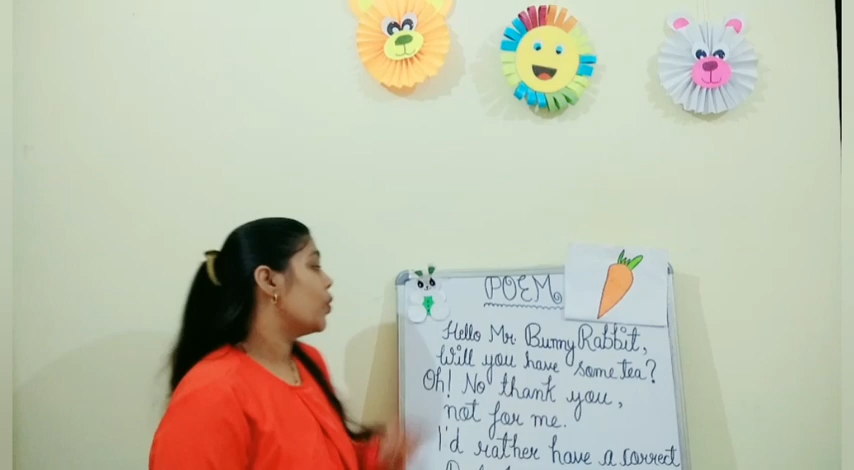 POEM
Hello Mr. Bunny Rabbit,
Will you have some tea?
Oh! No thank you,
not for me.
I'd rather have a correct